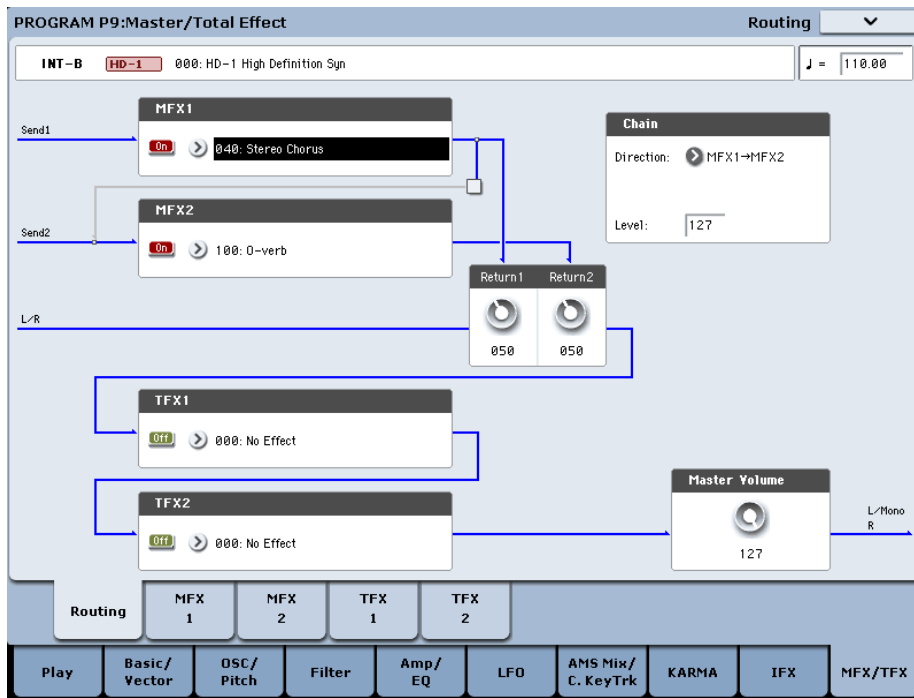 PROGRAM P9:Master/Total Effect Routing
INT-B HD-1 000: HD-1 High Definition Syn ♩ = 110.00
MFX1
Send1
On 040: Stereo Chorus
Chain
Direction: MFX1→MFX2
Level: 127
MFX2
Send2
On 100: O-verb
Return1 Return2
L/R
050 050
TFX1
Off 000: No Effect
TFX2
Off 000: No Effect
Master Volume
127
L/Mono
R
Routing
MFX
1
MFX
2
TFX
1
TFX
2
Play
Basic/
Vector
OSC/
Pitch
Filter
Amp/
EQ
LFO
AMS Mix/
C. KeyTrk
KARMA
IFX
MFX/TFX